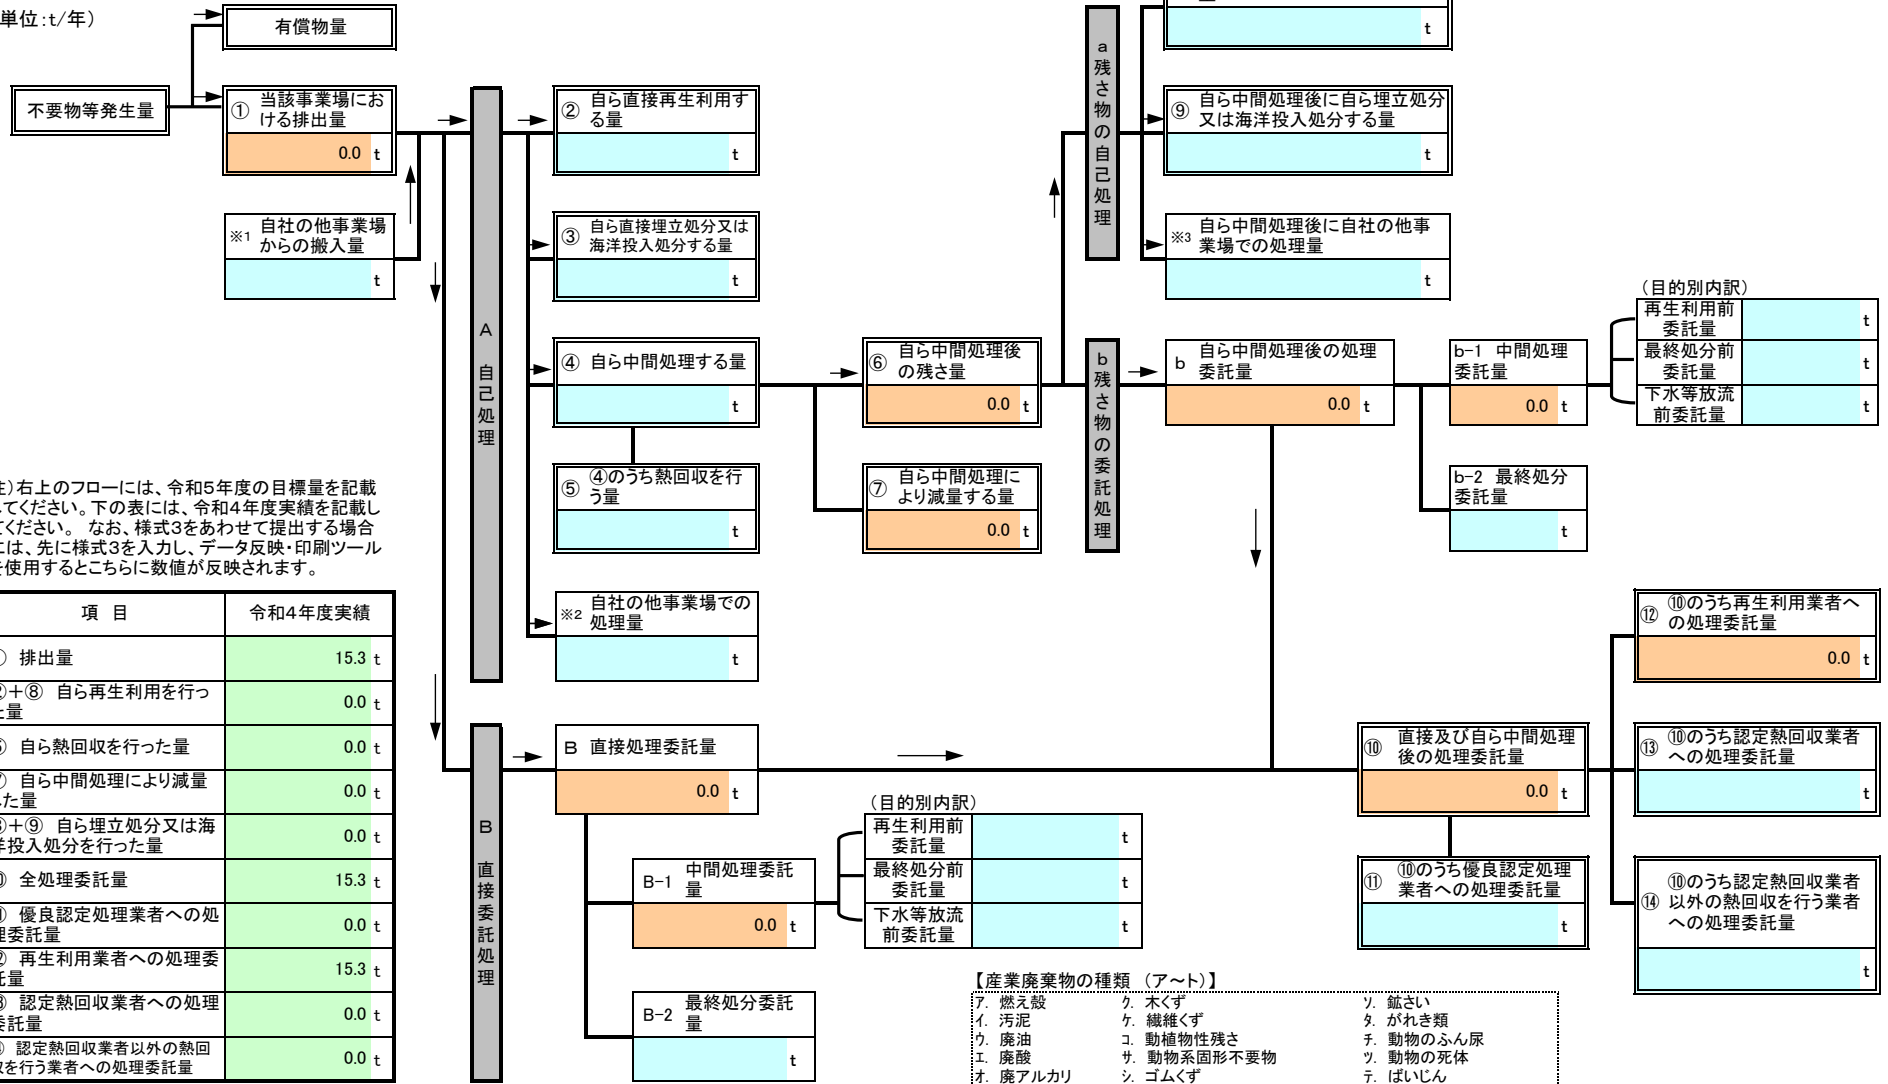 単位:t/年)
有償物量
不要物等発生量
① 当該事業場にお
ける排出量
0.0 t
※1 自社の他事業場
からの搬入量
t
A 自己処理
② 自ら直接再生利用す
る量
t
③ 自ら直接埋立処分又は
海洋投入処分する量
t
④ 自ら中間処理する量
t
⑤ ④のうち熱回収を行
う量
t
※2 自社の他事業場での
処理量
t
⑥ 自ら中間処理後
の残さ量
0.0 t
⑦ 自ら中間処理に
より減量する量
0.0 t
a 残さ物の自己処理
t
⑨ 自ら中間処理後に自ら埋立処分
又は海洋投入処分する量
t
※3 自ら中間処理後に自社の他事
業場での処理量
t
b 残さ物の委託処理
b 自ら中間処理後の処理
委託量
0.0 t
b-1 中間処理
委託量
0.0 t
b-2 最終処分
委託量
t
(目的別内訳)
再生利用前
委託量
t
最終処分前
委託量
t
下水等放流
前委託量
t
)右上のフローには、令和5年度の目標量を記載
してください。下の表には、令和4年度実績を記載し
てください。 なお、様式3をあわせて提出する場合
には、先に様式3を入力し、データ反映・印刷ツール
を使用するとこちらに数値が反映されます。
項 目 令和4年度実績
排出量 15.3 t
+⑧ 自ら再生利用を行っ
た量
0.0 t
自ら熱回収を行った量 0.0 t
自ら中間処理により減量
した量
0.0 t
+⑨ 自ら埋立処分又は海
洋投入処分を行った量
0.0 t
全処理委託量 15.3 t
優良認定処理業者への処
理委託量
0.0 t
再生利用業者への処理委
託量
15.3 t
認定熱回収業者への処理
委託量
0.0 t
認定熱回収業者以外の熱回
収を行う業者への処理委託量
0.0 t
B 直接委託処理
B 直接処理委託量
0.0 t
B-1 中間処理委託
量
0.0 t
B-2 最終処分委託
量
t
(目的別内訳)
再生利用前
委託量
t
最終処分前
委託量
t
下水等放流
前委託量
t
⑩ 直接及び自ら中間処理
後の処理委託量
0.0 t
⑪ ⑩のうち優良認定処理
業者への処理委託量
t
⑫ ⑩のうち再生利用業者へ
の処理委託量
0.0 t
⑬ ⑩のうち認定熱回収業者
への処理委託量
t
⑭ ⑩のうち認定熱回収業者
以外の熱回収を行う業者
への処理委託量
t
【産業廃棄物の種類 (ア~ト)】
ア. 燃え殻 ク. 木くず ソ. 鉱さい
イ. 汚泥 ケ. 繊維くず タ. がれき類
ウ. 廃油 コ. 動植物性残さ チ. 動物のふん尿
エ. 廃酸 サ. 動物系固形不要物 ツ. 動物の死体
オ. 廃アルカリ シ. ゴムくず テ. ばいじん